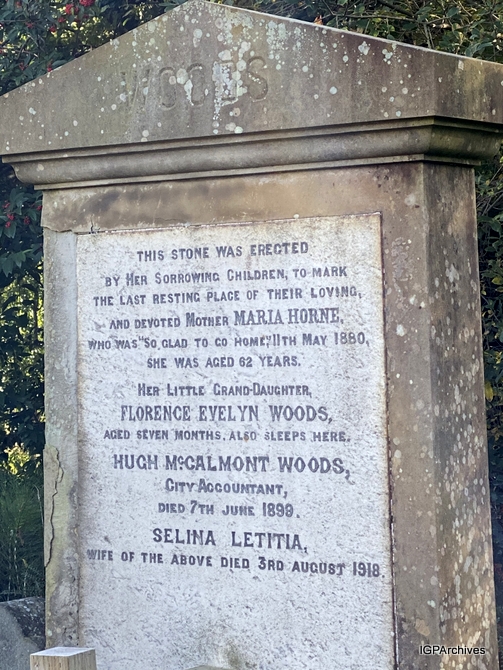 WOODS
THIS STONE WAS ERECTED
BY HER SORROWING CHILDREN, TO MARK
THE LAST RESTING PLACE OF THEIR LOVING,
AND DEVOTED MOTHER MARIA HORNE,
WHO WAS "SO GLAD TO GO HOME," 11TH MAY 1880,
SHE WAS AGED 62 YEARS.
HER LITTLE GRAND-DAUGHTER,
FLORENCE EVELYN WOODS,
AGED SEVEN MONTHS, ALSO SLEEPS HERE.
HUGH McCALMONT WOODS,
CITY ACCOUNTANT,
DIED 7TH JUNE 1899.
SELINA LETITIA,
WIFE OF THE ABOVE DIED 3RD AUGUST 1918.
IGPArchives